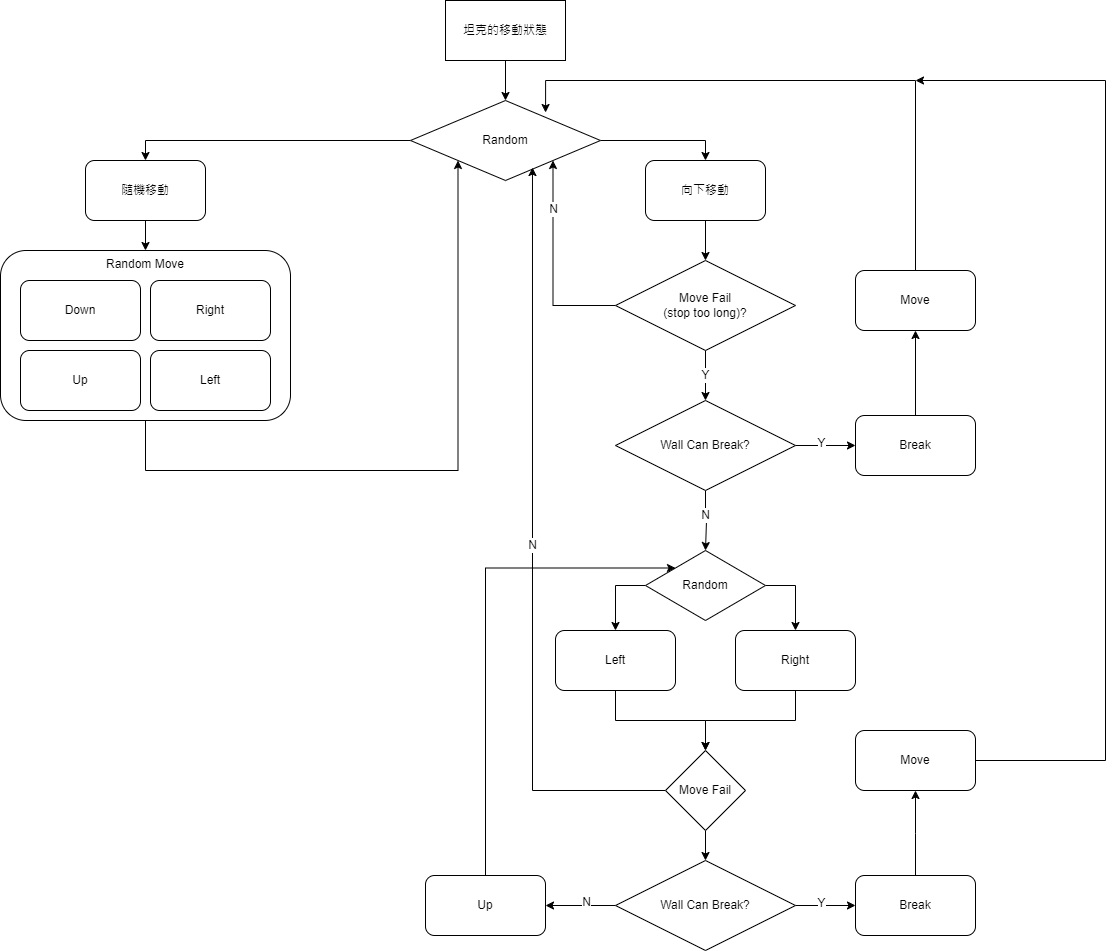 坦克的移動狀態
Random
隨機移動
向下移動
N
Random Move
Down
Right
Up
Left
Move Fail
(stop too long)?
Move
Y
Wall Can Break?
Y
Break
N
N
Random
Left
Right
Move Fail
Move
Up
N
Wall Can Break?
Y
Break